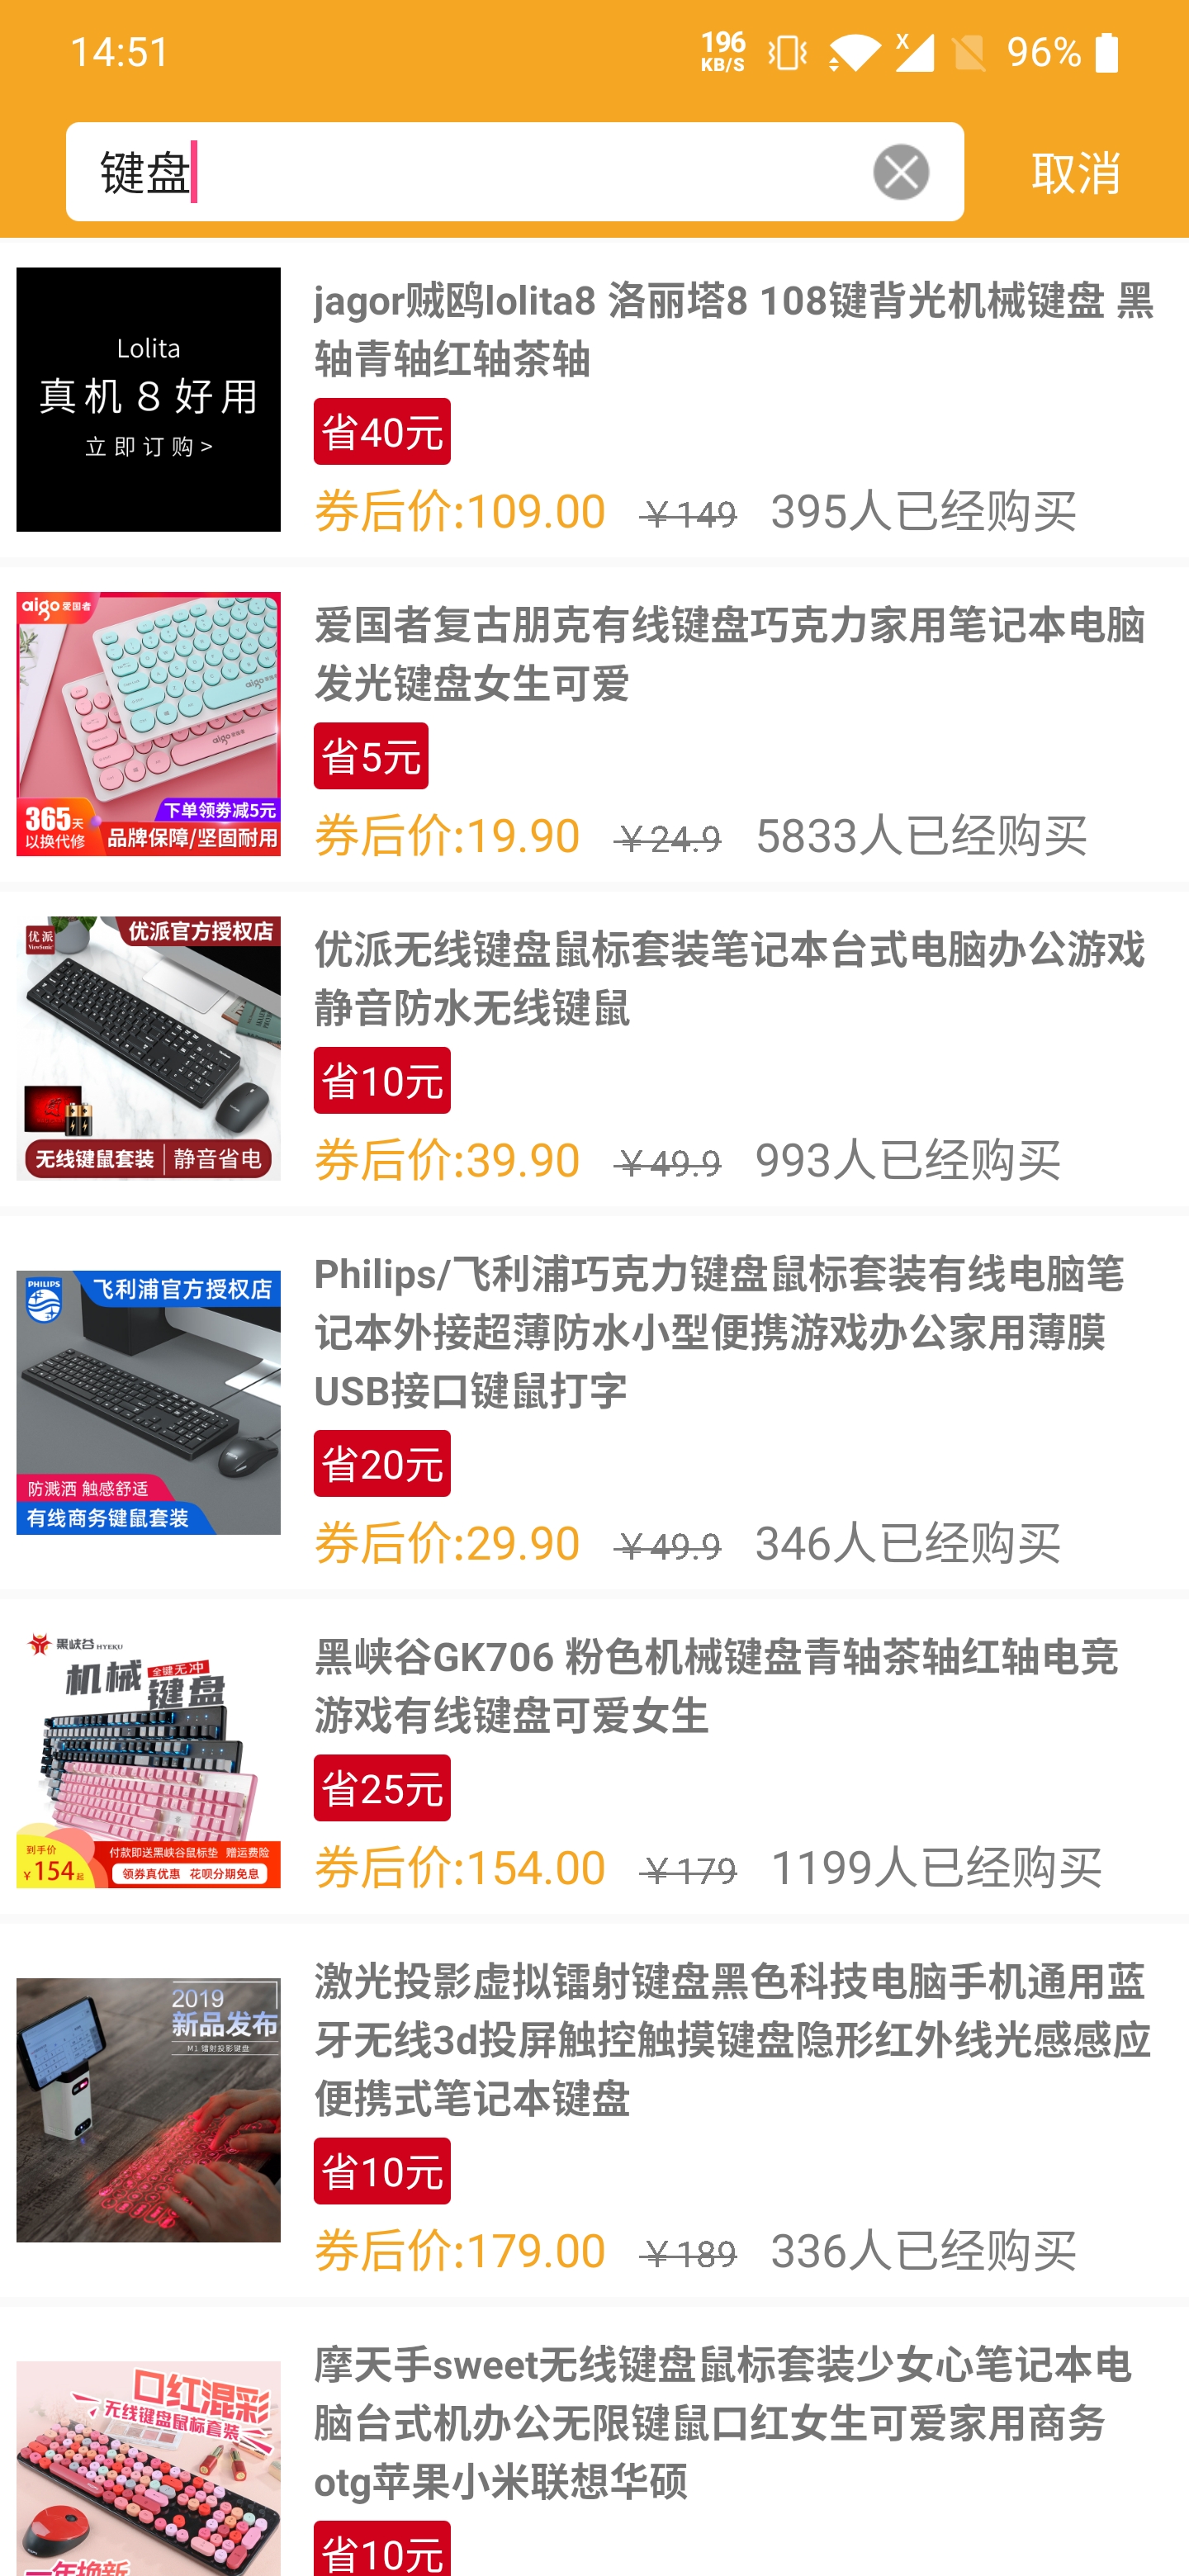 14:51
196
KB/S
X
96%
键盘
取消
Lolita
真机8好用
立即订购>
jagor贼鸥lolita8 洛丽塔8 108键背光机械键盘 黑
轴青轴红轴茶轴
省40元
券后价:109.00 ￥149 395人已经购买
aigo爱国者
aigo
aigo
365天
以换代修
下单领券减5元
品牌保障/坚固耐用
爱国者复古朋克有线键盘巧克力家用笔记本电脑
发光键盘女生可爱
省5元
券后价:19.90 ￥24.9 5833人已经购买
优派
ViewSonic
优派官方授权店
无线键鼠套装 静音省电
优派无线键盘鼠标套装笔记本台式电脑办公游戏
静音防水无线键鼠
省10元
券后价:39.90 ￥49.9 993人已经购买
PHILIPS
飞利浦官方授权店
防溅洒 触感舒适
有线商务键鼠套装
Philips/飞利浦巧克力键盘鼠标套装有线电脑笔
记本外接超薄防水小型便携游戏办公家用薄膜
USB接口键鼠打字
省20元
券后价:29.90 ￥49.9 346人已经购买
黑峡谷 HYEKU
机械
全键无冲
键盘
到手价
¥154起
付款即送黑峡谷鼠标垫 赠运费险
领券真优惠 花呗分期免息
黑峡谷GK706 粉色机械键盘青轴茶轴红轴电竞
游戏有线键盘可爱女生
省25元
券后价:154.00 ￥179 1199人已经购买
2019
新品发布
M1 镭射投影键盘
激光投影虚拟镭射键盘黑色科技电脑手机通用蓝
牙无线3d投屏触控触摸键盘隐形红外线光感感应
便携式笔记本键盘
省10元
券后价:179.00 ￥189 336人已经购买
口红混彩
无线键盘鼠标套装
一年换新
摩天手sweet无线键盘鼠标套装少女心笔记本电
脑台式机办公无限键鼠口红女生可爱家用商务
otg苹果小米联想华硕
省10元